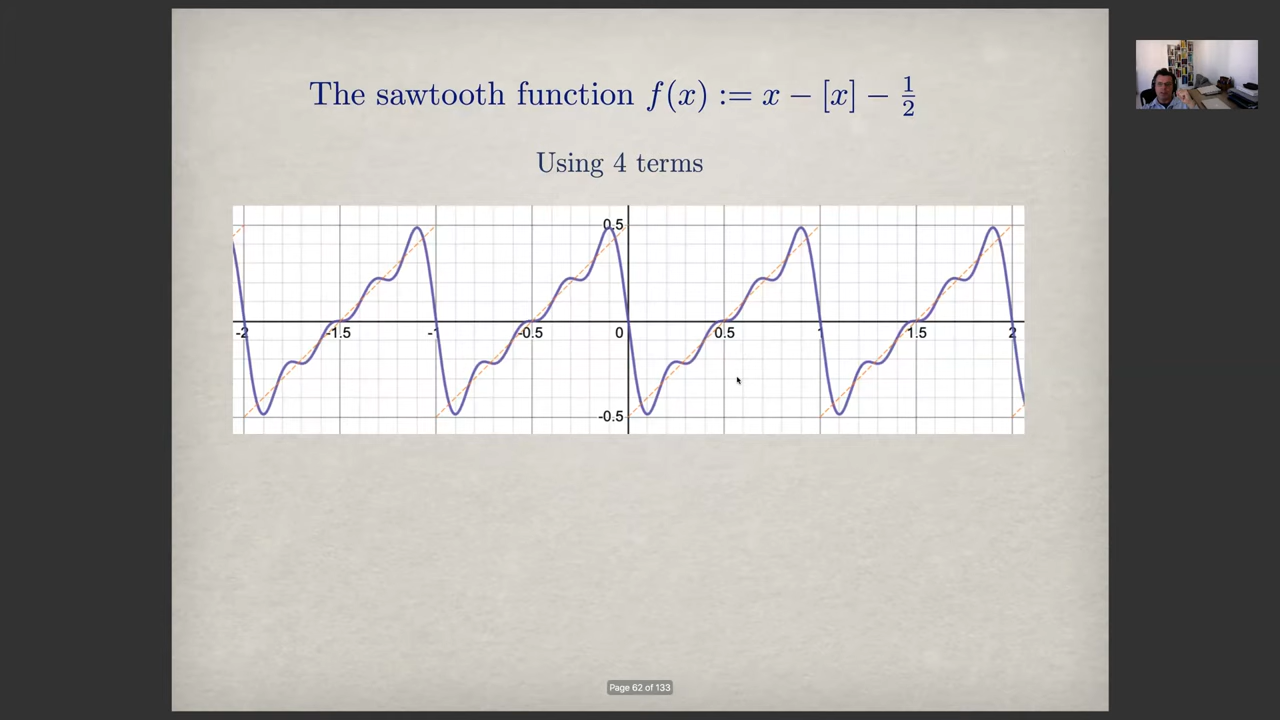 The sawtooth function f(x) := x − [x] − 1/2
Using 4 terms
0.5
-2 -1.5 -1 -0.5 0 0.5 1 1.5 2
-0.5
Page 62 of 133